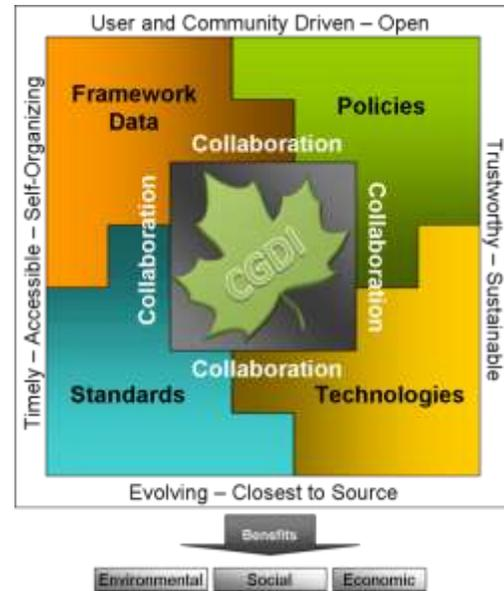 User and Community Driven – Open
Framework
Data
Policies
Collaboration
Timely – Accessible – Self-Organizing
Collaboration
CGDI
Collaboration
Trustworthy – Sustainable
Collaboration
Standards
Technologies
Evolving – Closest to Source
Benefits
Environmental
Social
Economic